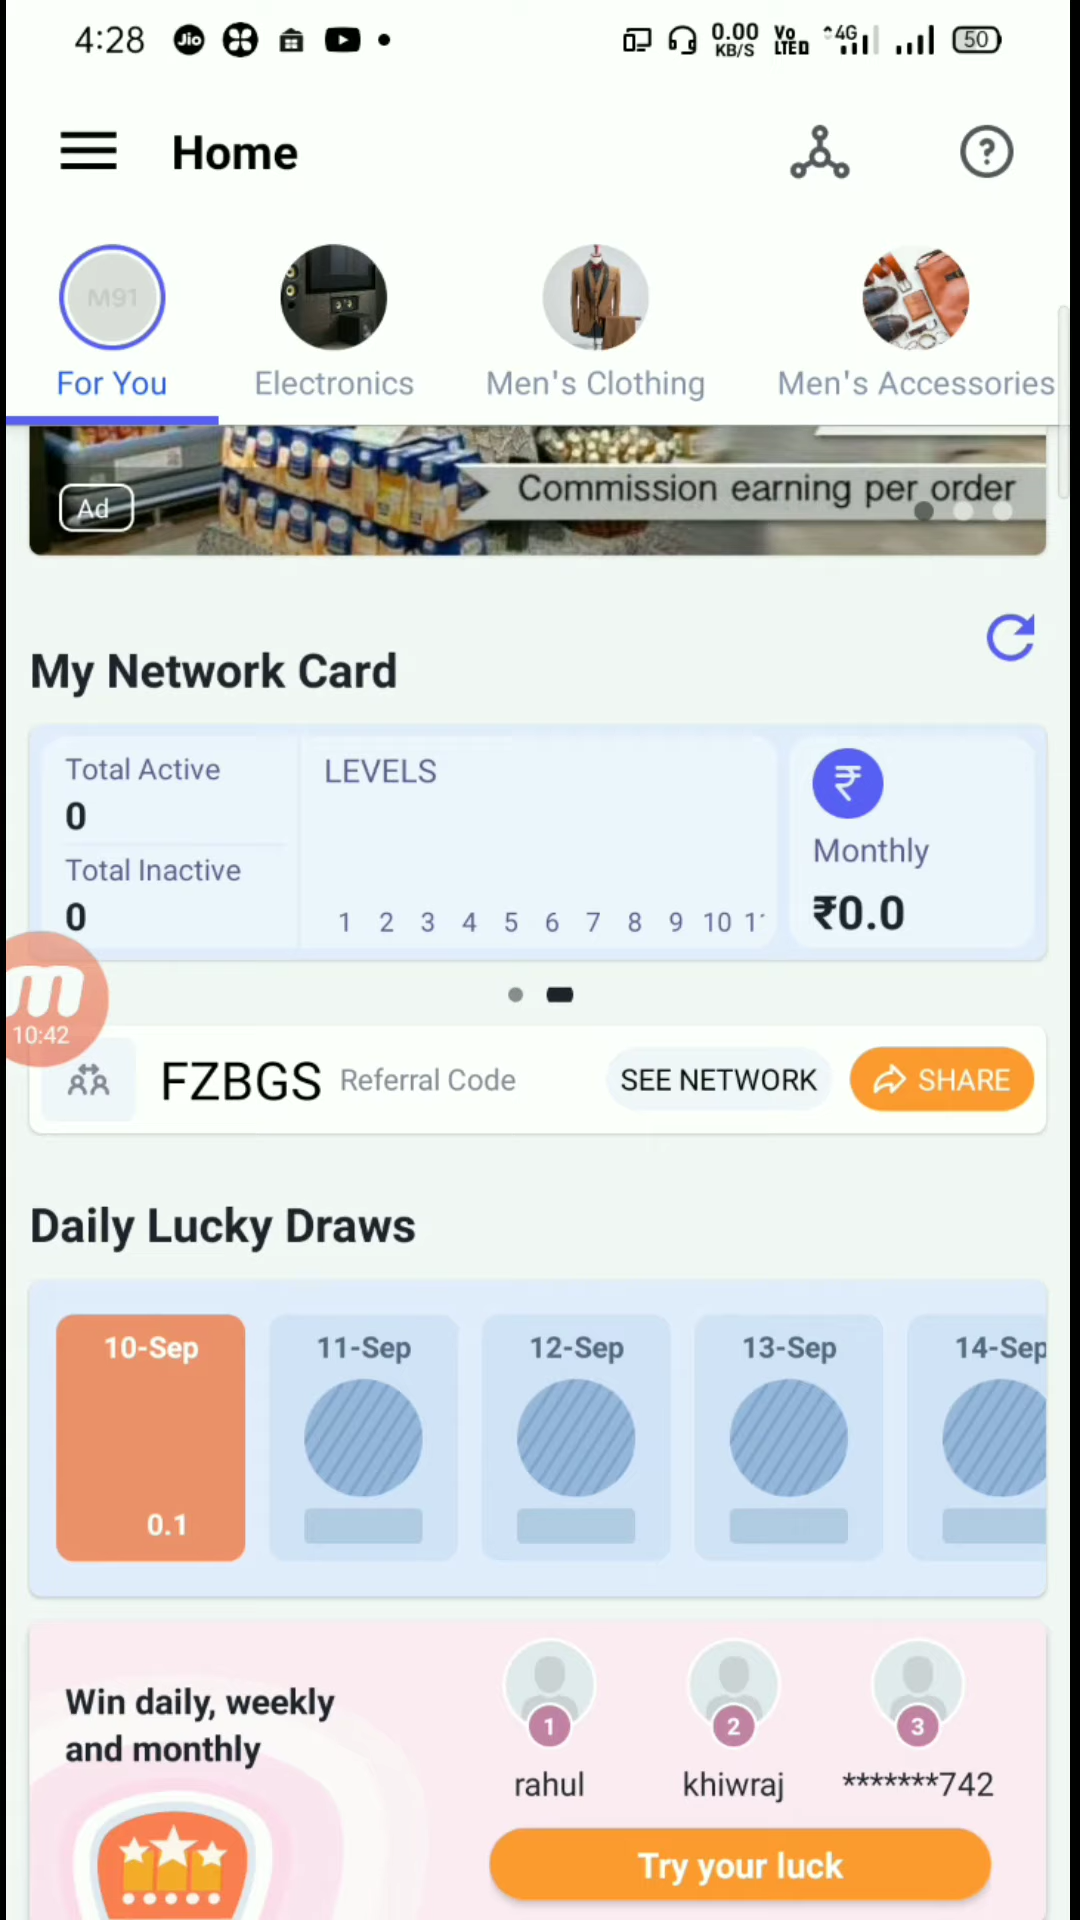 4:28 Jio 0.00 KB/S Vo LTE 4G 50
Home ?
M91
For You Electronics Men's Clothing Men's Accessories
Commission earning per order
Ad
My Network Card
Total Active
0
Total Inactive
0
LEVELS
1 2 3 4 5 6 7 8 9 10 11
₹
Monthly
₹0.0
10:42
FZBGS Referral Code SEE NETWORK SHARE
Daily Lucky Draws
10-Sep 11-Sep 12-Sep 13-Sep 14-Sep
0.1
Win daily, weekly
and monthly
1 2 3
rahul khiwraj *******742
Try your luck